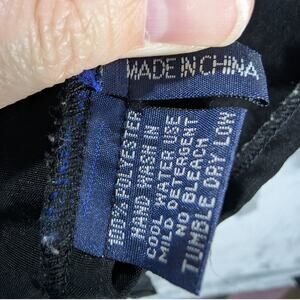 MADE IN CHINA
100% POLYESTER
HAND WASH IN
COOL WATER USE
MILD DETERGENT
NO BLEACH
TUMBLE DRY LOW